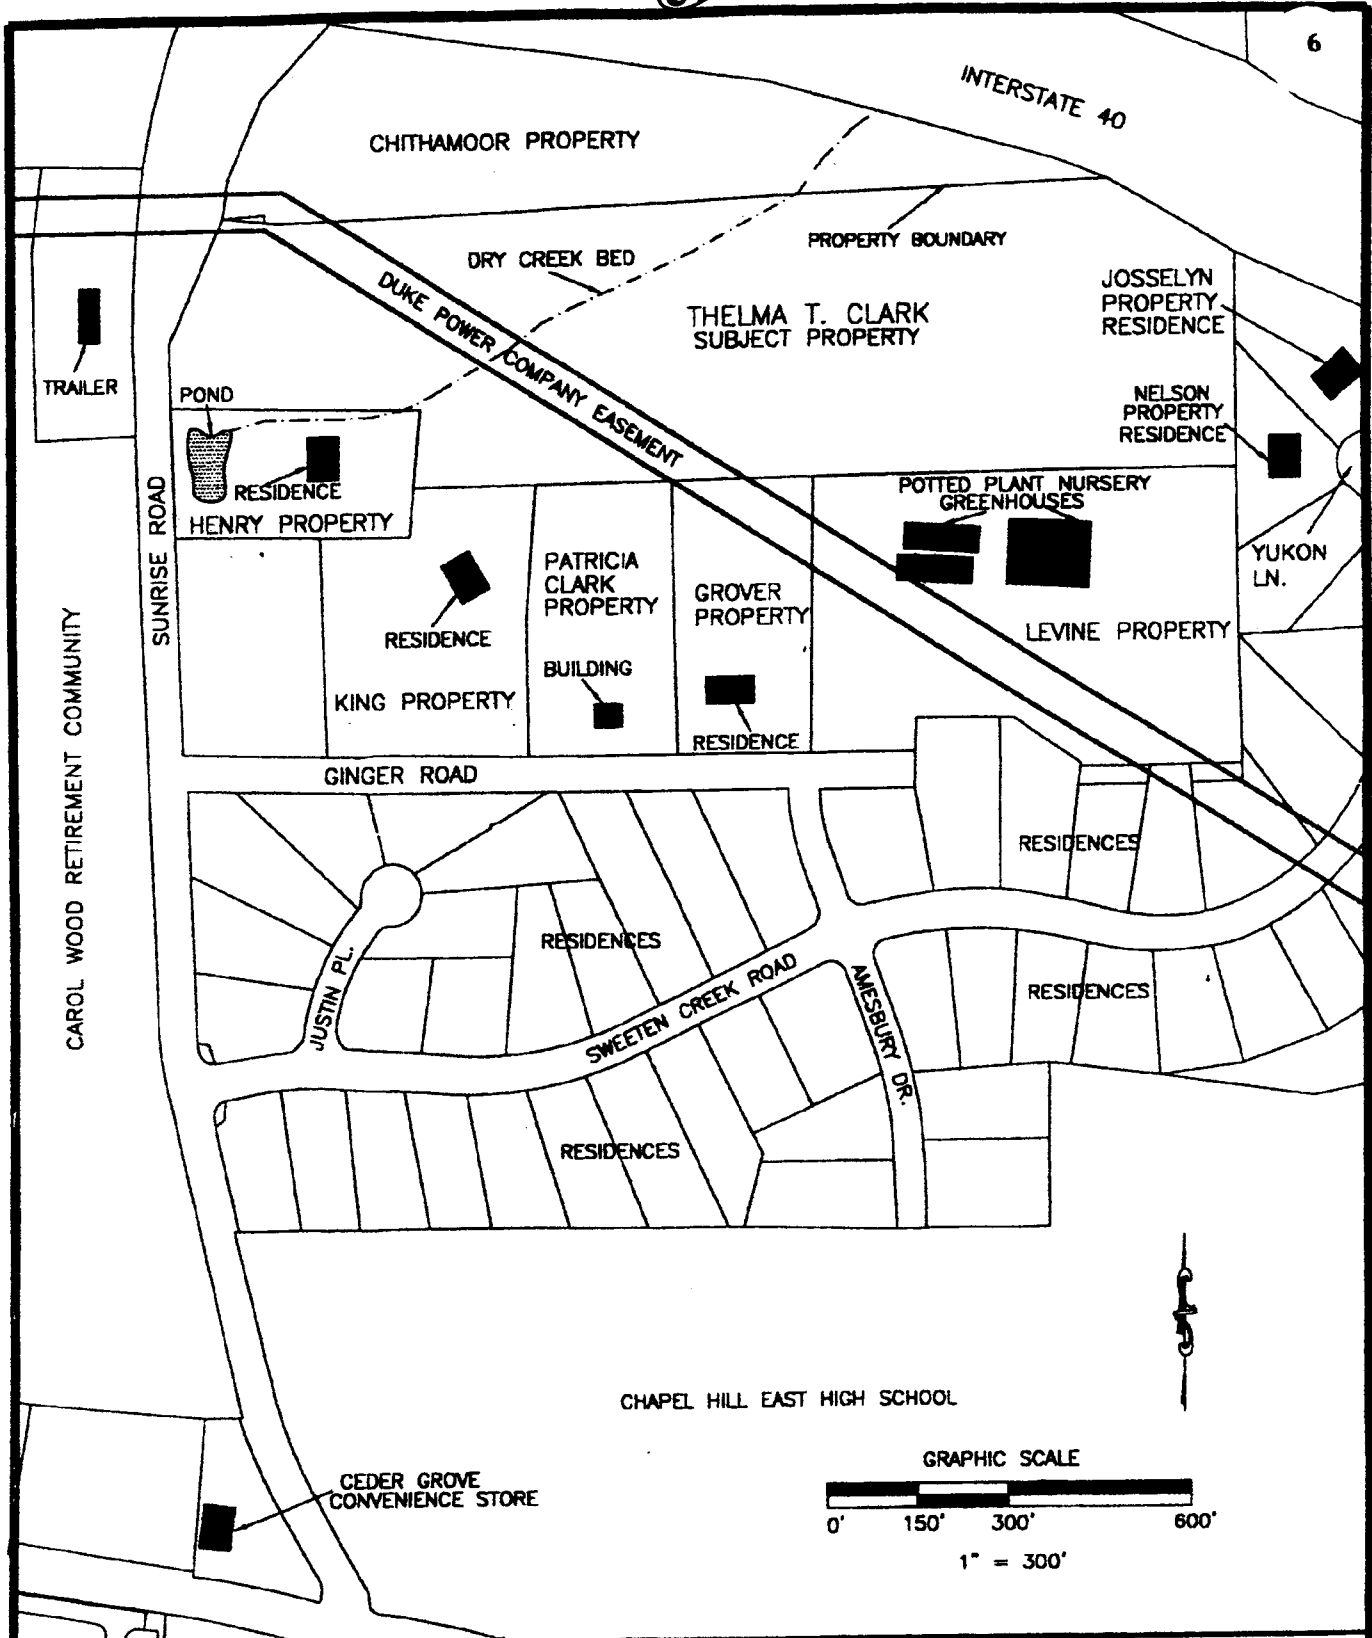 6
INTERSTATE 40
CHITHAMOOR PROPERTY
PROPERTY BOUNDARY
DRY CREEK BED
DUKE POWER COMPANY EASEMENT
THELMA T. CLARK
SUBJECT PROPERTY
JOSSELYN
PROPERTY
RESIDENCE
TRAILER
POND
NELSON
PROPERTY
RESIDENCE
RESIDENCE
HENRY PROPERTY
SUNRISE ROAD
POTTED PLANT NURSERY
GREENHOUSES
YUKON
LN.
PATRICIA
CLARK
PROPERTY
GROVER
PROPERTY
RESIDENCE
LEVINE PROPERTY
BUILDING
KING PROPERTY
RESIDENCE
GINGER ROAD
CAROL WOOD RETIREMENT COMMUNITY
RESIDENCES
RESIDENCES
JUSTIN PL.
SWEETEN CREEK ROAD
AMESBURY DR.
RESIDENCES
RESIDENCES
CHAPEL HILL EAST HIGH SCHOOL
GRAPHIC SCALE
0' 150' 300' 600'
1" = 300'
CEDER GROVE
CONVENIENCE STORE